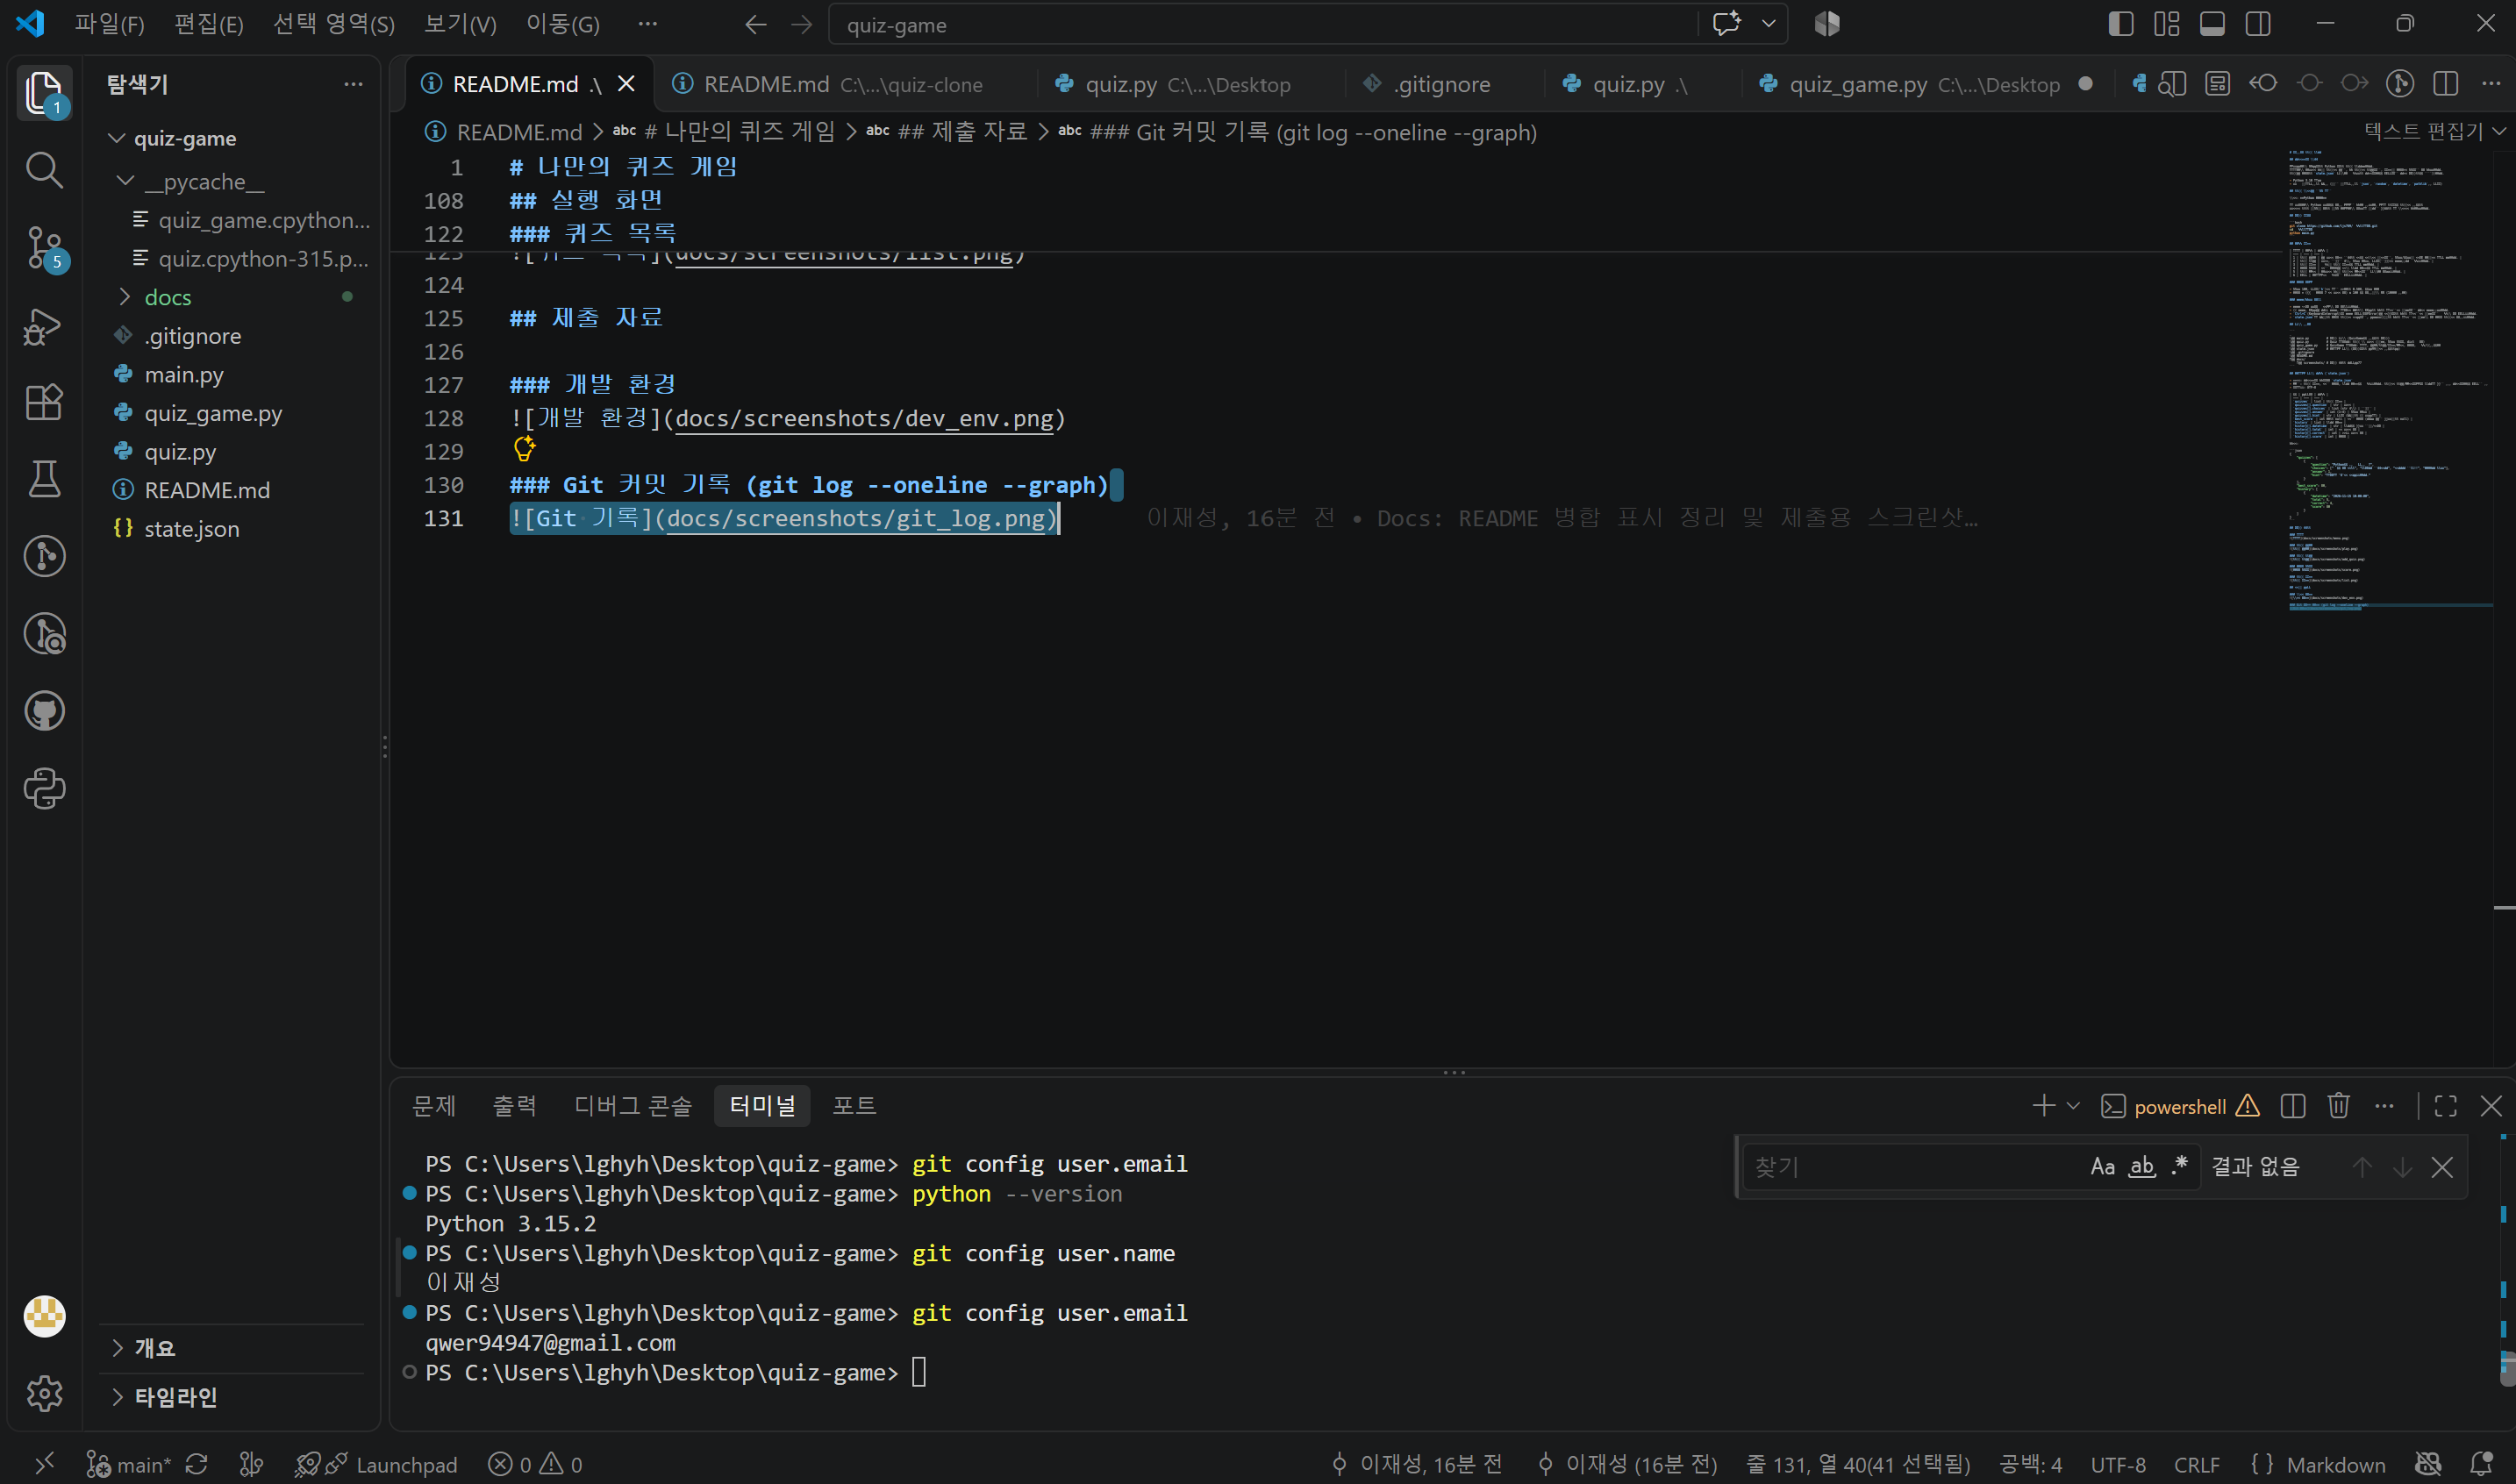 파일(F) 편집(E) 선택 영역(S) 보기(V) 이동(G) ··· quiz-game
탐색기 ···
1
quiz-game
__pycache__
quiz_game.cpython...
5
quiz.cpython-315.p...
docs
.gitignore
main.py
quiz_game.py
quiz.py
README.md
{} state.json
개요
타임라인
README.md .\ README.md C:\...\quiz-clone quiz.py C:\...\Desktop .gitignore quiz.py .\ quiz_game.py C:\...\Desktop
README.md > abc # 나만의 퀴즈 게임 > abc ## 제출 자료 > abc ### Git 커밋 기록 (git log --oneline --graph)
텍스트 편집기
1 # 나만의 퀴즈 게임
108 ## 실행 화면
122 ### 퀴즈 목록
123 ![퀴즈 목록](docs/screenshots/list.png)
124
125 ## 제출 자료
126
127 ### 개발 환경
128 ![개발 환경](docs/screenshots/dev_env.png)
129
130 ### Git 커밋 기록 (git log --oneline --graph)
131 ![Git 기록](docs/screenshots/git_log.png) 이재성, 16분 전 • Docs: README 병합 표시 정리 및 제출용 스크린샷…
문제 출력 디버그 콘솔 터미널 포트
powershell
찾기 Aa ab .* 결과 없음
PS C:\Users\lghyh\Desktop\quiz-game> git config user.email
PS C:\Users\lghyh\Desktop\quiz-game> python --version
Python 3.15.2
PS C:\Users\lghyh\Desktop\quiz-game> git config user.name
이재성
PS C:\Users\lghyh\Desktop\quiz-game> git config user.email
qwer94947@gmail.com
PS C:\Users\lghyh\Desktop\quiz-game>
main* Launchpad 0 0 이재성, 16분 전 이재성 (16분 전) 줄 131, 열 40(41 선택됨) 공백: 4 UTF-8 CRLF {} Markdown